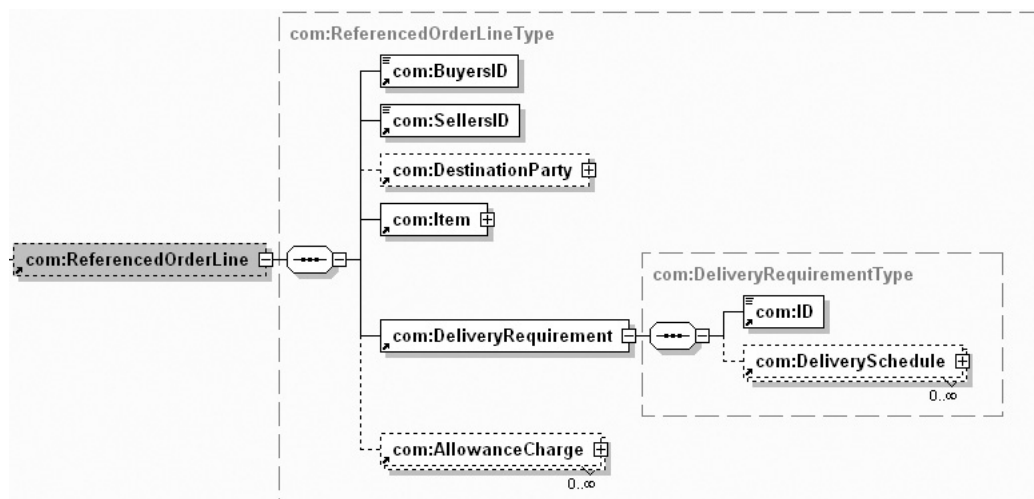 com:ReferencedOrderLineType
com:BuyersID
com:SellersID
com:DestinationParty
com:Item
com:ReferencedOrderLine
com:DeliveryRequirement
com:DeliveryRequirementType
com:ID
com:DeliverySchedule
0..∞
com:AllowanceCharge
0..∞